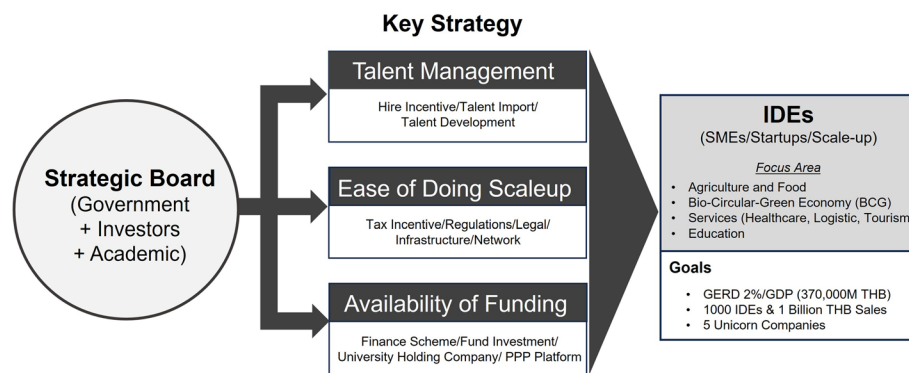 Key Strategy
Strategic Board
(Government
+ Investors
+ Academic)
Talent Management
Hire Incentive/Talent Import/
Talent Development
Ease of Doing Scaleup
Tax Incentive/Regulations/Legal/
Infrastructure/Network
Availability of Funding
Finance Scheme/Fund Investment/
University Holding Company/ PPP Platform
IDEs
(SMEs/Startups/Scale-up)
Focus Area
• Agriculture and Food
• Bio-Circular-Green Economy (BCG)
• Services (Healthcare, Logistic, Tourism
• Education
Goals
• GERD 2%/GDP (370,000M THB)
• 1000 IDEs & 1 Billion THB Sales
• 5 Unicorn Companies